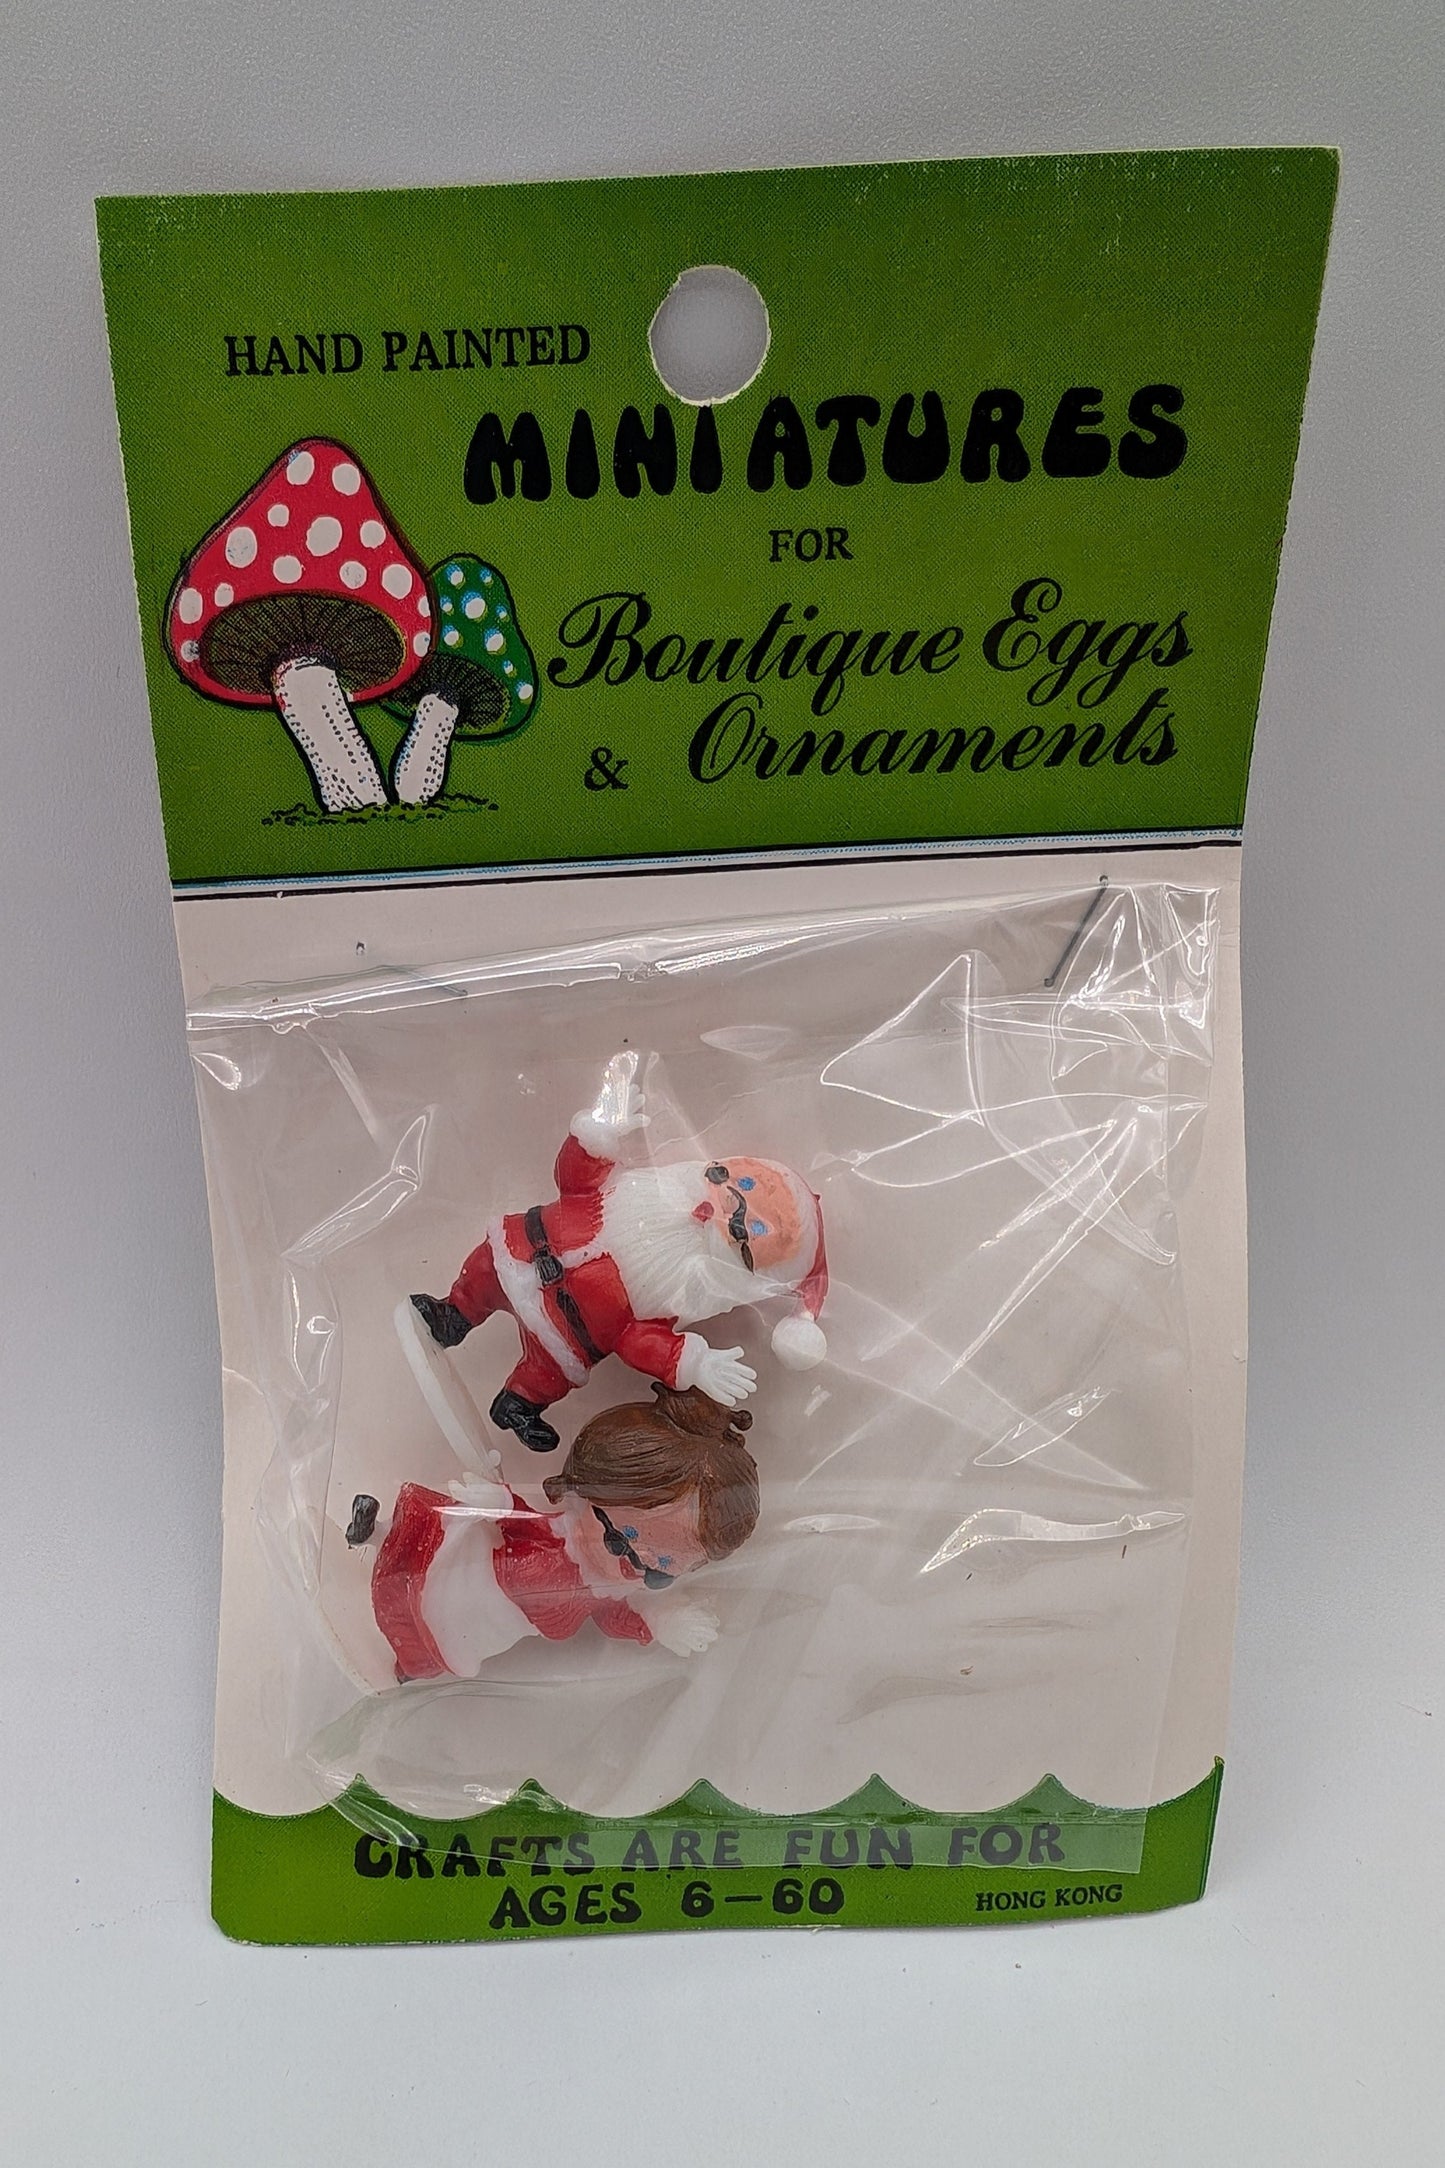 HAND PAINTED
MINIATURES
FOR
Boutique Eggs
& Ornaments
CRAFTS ARE FUN FOR
AGES 6-60
HONG KONG